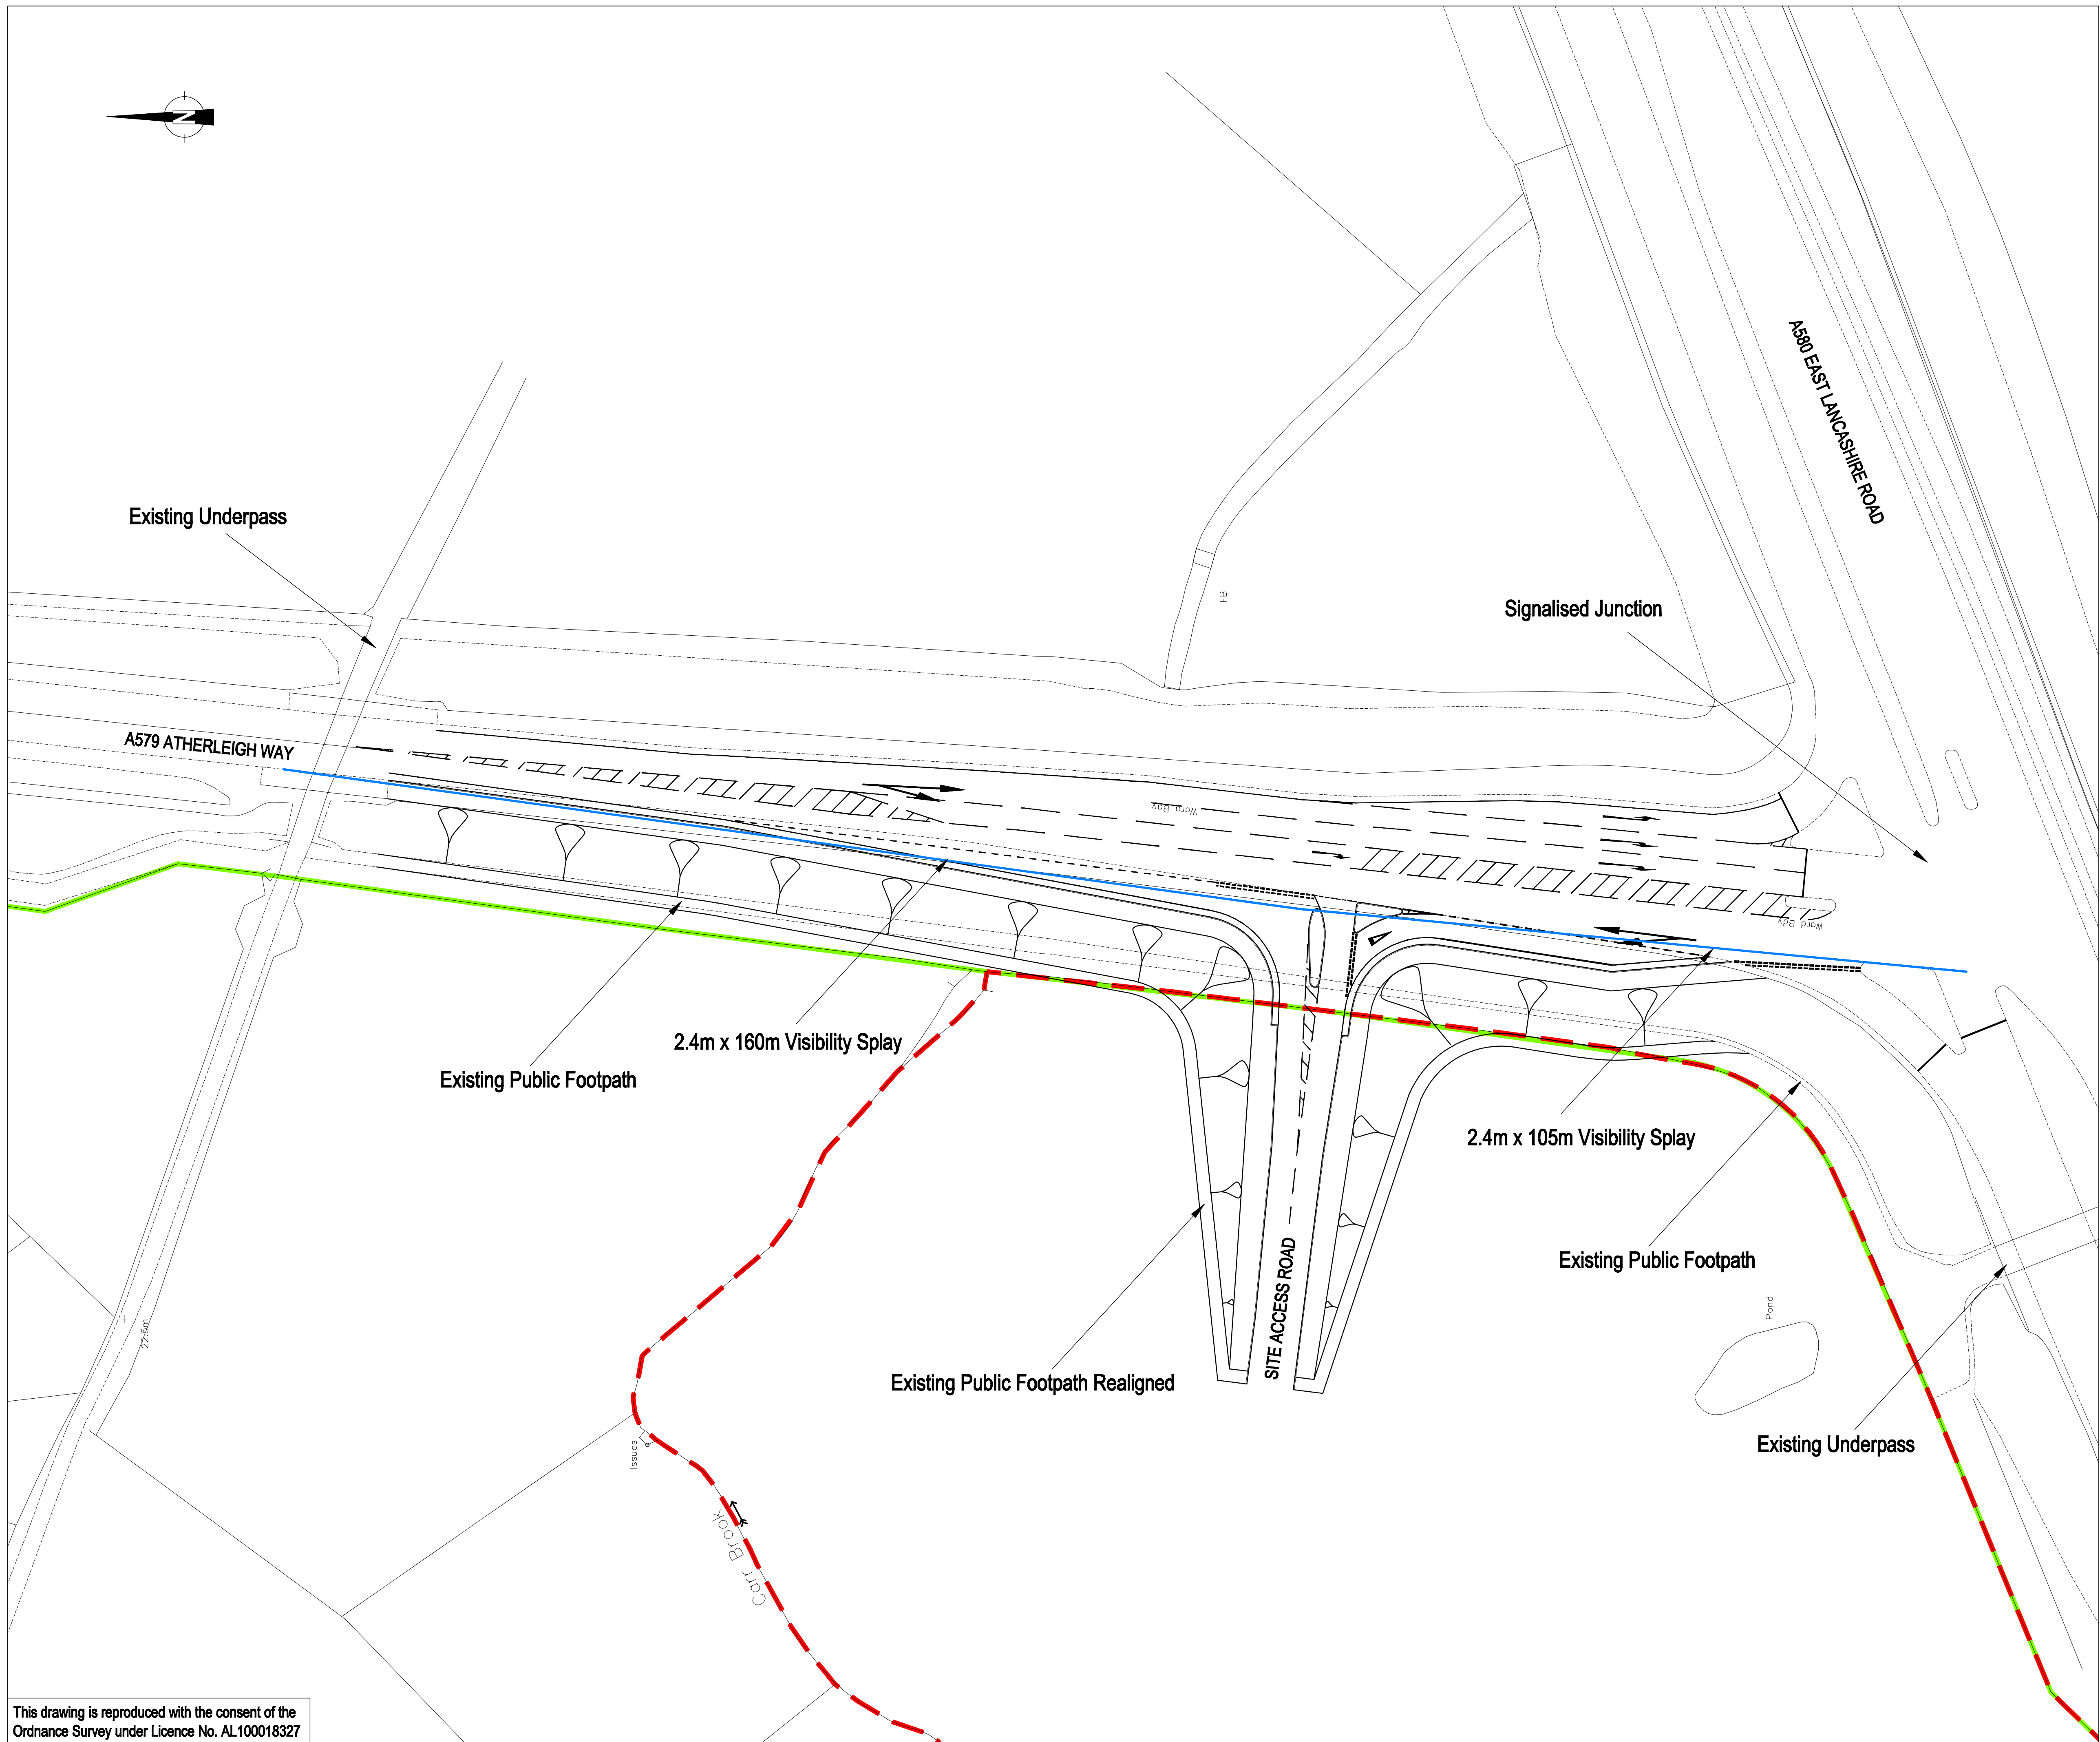 N
A580 EAST LANCASHIRE ROAD
Existing Underpass
FB
Signalised Junction
A579 ATHERLEIGH WAY
Ward Bdy
Ward Bdy
2.4m x 160m Visibility Splay
Existing Public Footpath
2.4m x 105m Visibility Splay
Existing Public Footpath
SITE ACCESS ROAD
Pond
22.5m
Existing Public Footpath Realigned
Existing Underpass
Issues
Carr Brook
This drawing is reproduced with the consent of the
Ordnance Survey under Licence No. AL100018327